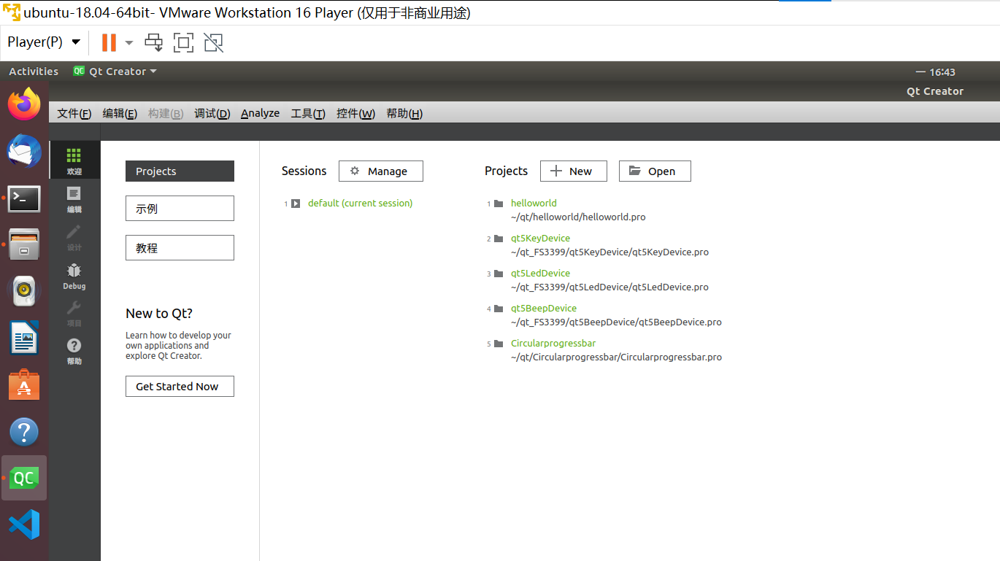 ubuntu-18.04-64bit- VMware Workstation 16 Player (仅用于非商业用途)
Player(P)
Activities QC Qt Creator 一 16:43
Qt Creator
文件(F) 编辑(E) 构建(B) 调试(D) Analyze 工具(T) 控件(W) 帮助(H)
欢迎
编辑
设计
Debug
项目
帮助
Projects
示例
教程
New to Qt?
Learn how to develop your
own applications and
explore Qt Creator.
Get Started Now
Sessions Manage
1 default (current session)
Projects New Open
1 helloworld
~/qt/helloworld/helloworld.pro
2 qt5KeyDevice
~/qt_FS3399/qt5KeyDevice/qt5KeyDevice.pro
3 qt5LedDevice
~/qt_FS3399/qt5LedDevice/qt5LedDevice.pro
4 qt5BeepDevice
~/qt_FS3399/qt5BeepDevice/qt5BeepDevice.pro
5 Circularprogressbar
~/qt/Circularprogressbar/Circularprogressbar.pro
QC